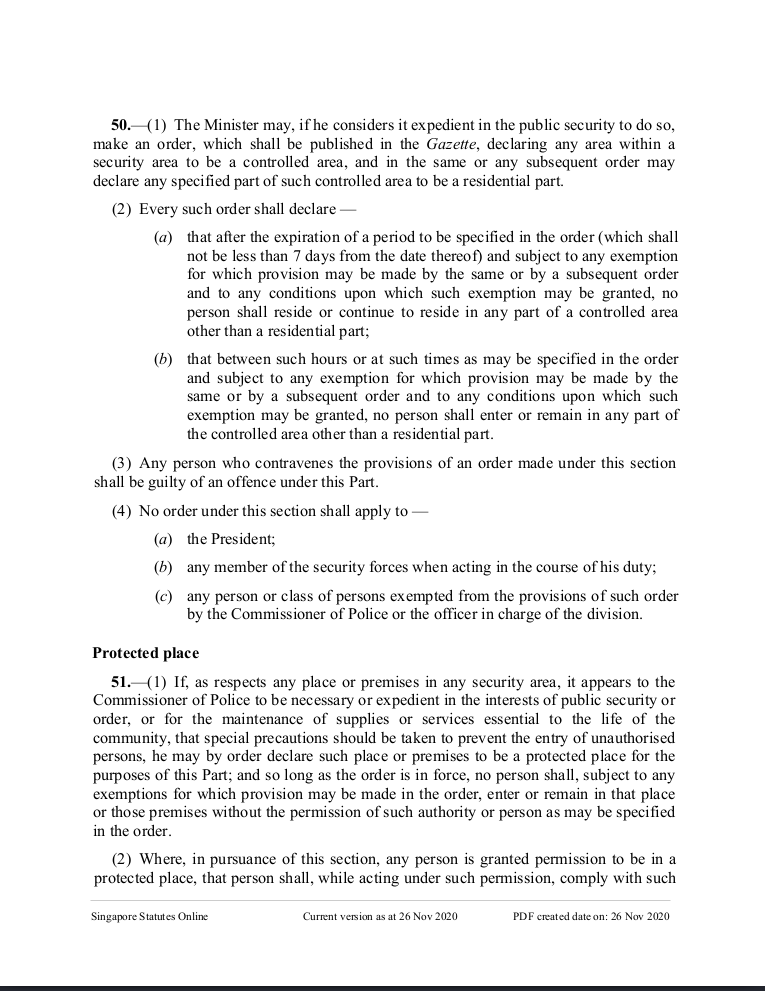 50.—(1) The Minister may, if he considers it expedient in the public security to do so,
make an order, which shall be published in the Gazette, declaring any area within a
security area to be a controlled area, and in the same or any subsequent order may
declare any specified part of such controlled area to be a residential part.
(2) Every such order shall declare —
(a) that after the expiration of a period to be specified in the order (which shall
not be less than 7 days from the date thereof) and subject to any exemption
for which provision may be made by the same or by a subsequent order
and to any conditions upon which such exemption may be granted, no
person shall reside or continue to reside in any part of a controlled area
other than a residential part;
(b) that between such hours or at such times as may be specified in the order
and subject to any exemption for which provision may be made by the
same or by a subsequent order and to any conditions upon which such
exemption may be granted, no person shall enter or remain in any part of
the controlled area other than a residential part.
(3) Any person who contravenes the provisions of an order made under this section
shall be guilty of an offence under this Part.
(4) No order under this section shall apply to —
(a) the President;
(b) any member of the security forces when acting in the course of his duty;
(c) any person or class of persons exempted from the provisions of such order
by the Commissioner of Police or the officer in charge of the division.
Protected place
51.—(1) If, as respects any place or premises in any security area, it appears to the
Commissioner of Police to be necessary or expedient in the interests of public security or
order, or for the maintenance of supplies or services essential to the life of the
community, that special precautions should be taken to prevent the entry of unauthorised
persons, he may by order declare such place or premises to be a protected place for the
purposes of this Part; and so long as the order is in force, no person shall, subject to any
exemptions for which provision may be made in the order, enter or remain in that place
or those premises without the permission of such authority or person as may be specified
in the order.
(2) Where, in pursuance of this section, any person is granted permission to be in a
protected place, that person shall, while acting under such permission, comply with such
Singapore Statutes Online Current version as at 26 Nov 2020 PDF created date on: 26 Nov 2020